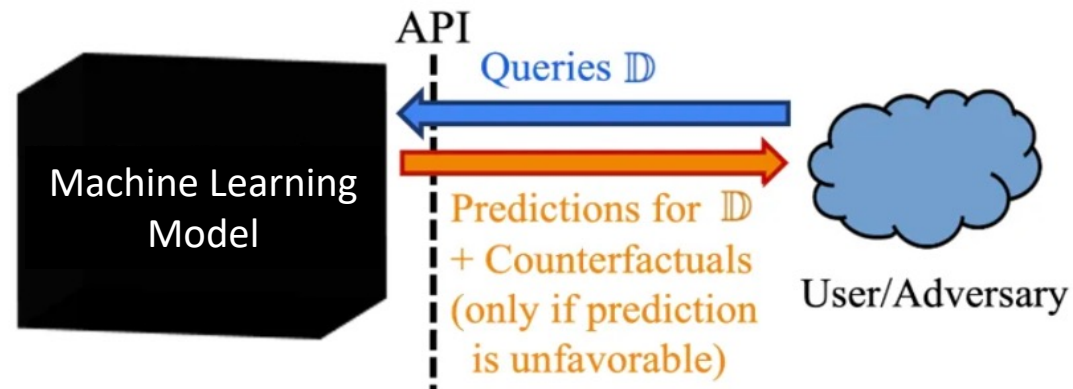 API
Queries 𝔻
Machine Learning
Model
Predictions for 𝔻
+ Counterfactuals
(only if prediction
is unfavorable)
User/Adversary